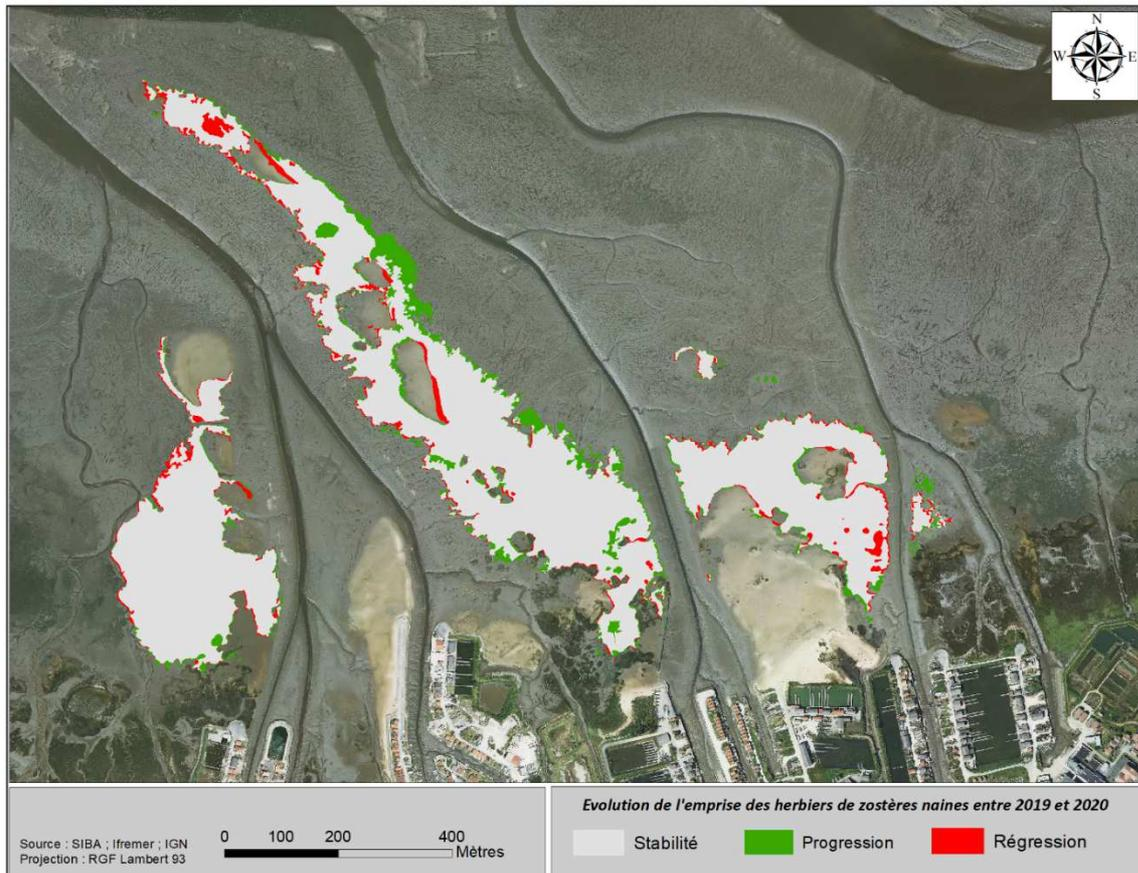 N
W E
S
Source : SIBA ; Ifremer ; IGN
Projection : RGF Lambert 93
0 100 200 400
Mètres
Evolution de l'emprise des herbiers de zostères naines entre 2019 et 2020
Stabilité Progression Régression